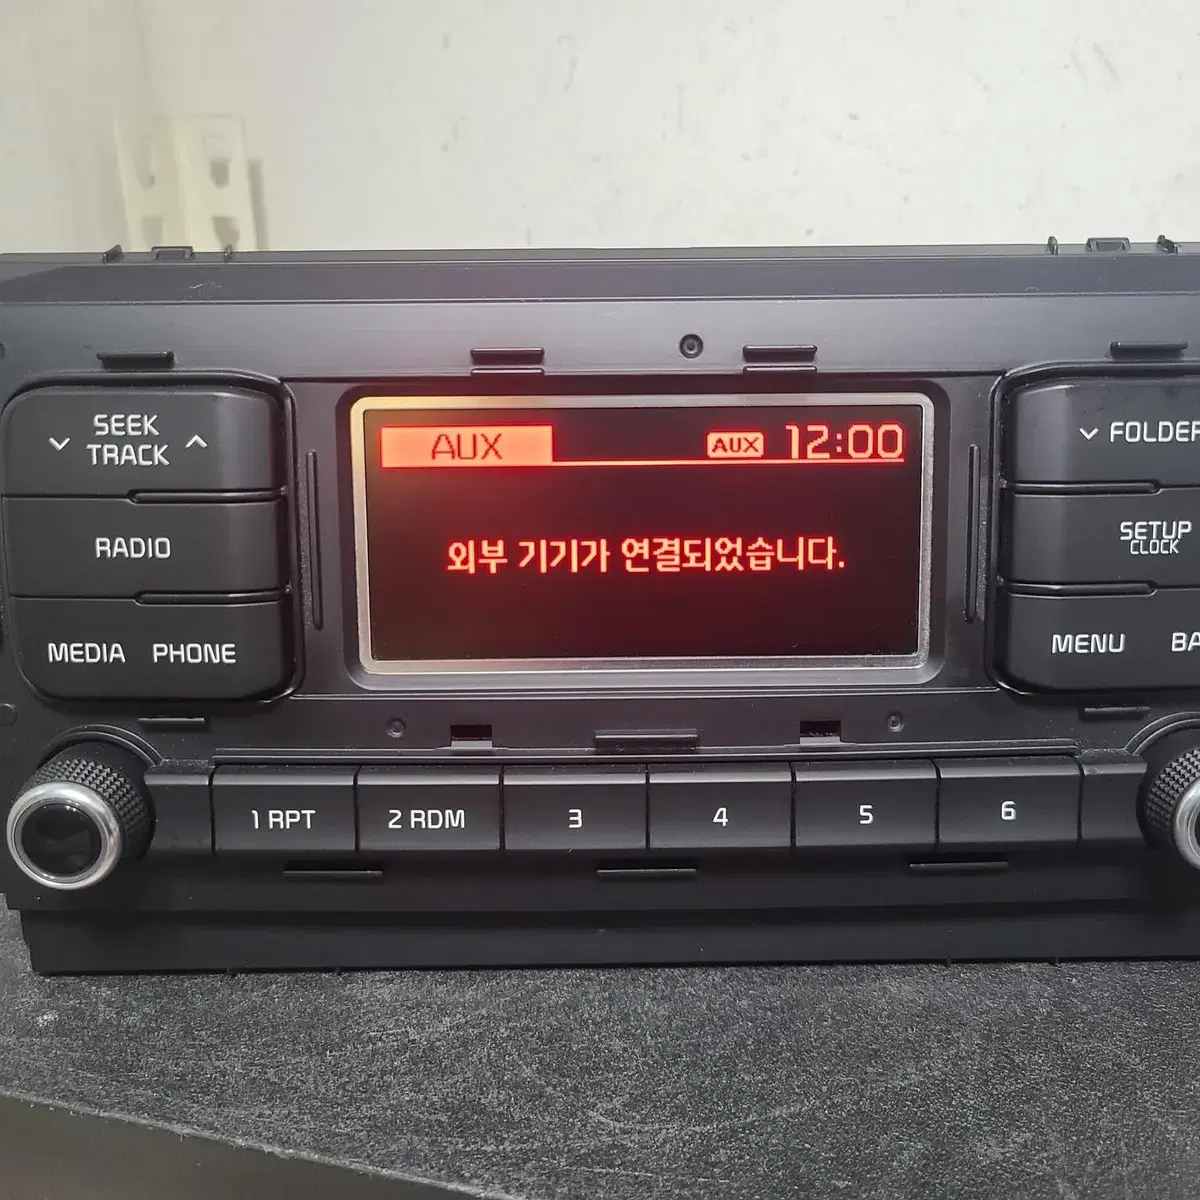 SEEK
TRACK
RADIO
MEDIA PHONE
AUX AUX 12:00
외부 기기가 연결되었습니다.
FOLDER
SETUP
CLOCK
MENU
1 RPT 2 RDM 3 4 5 6